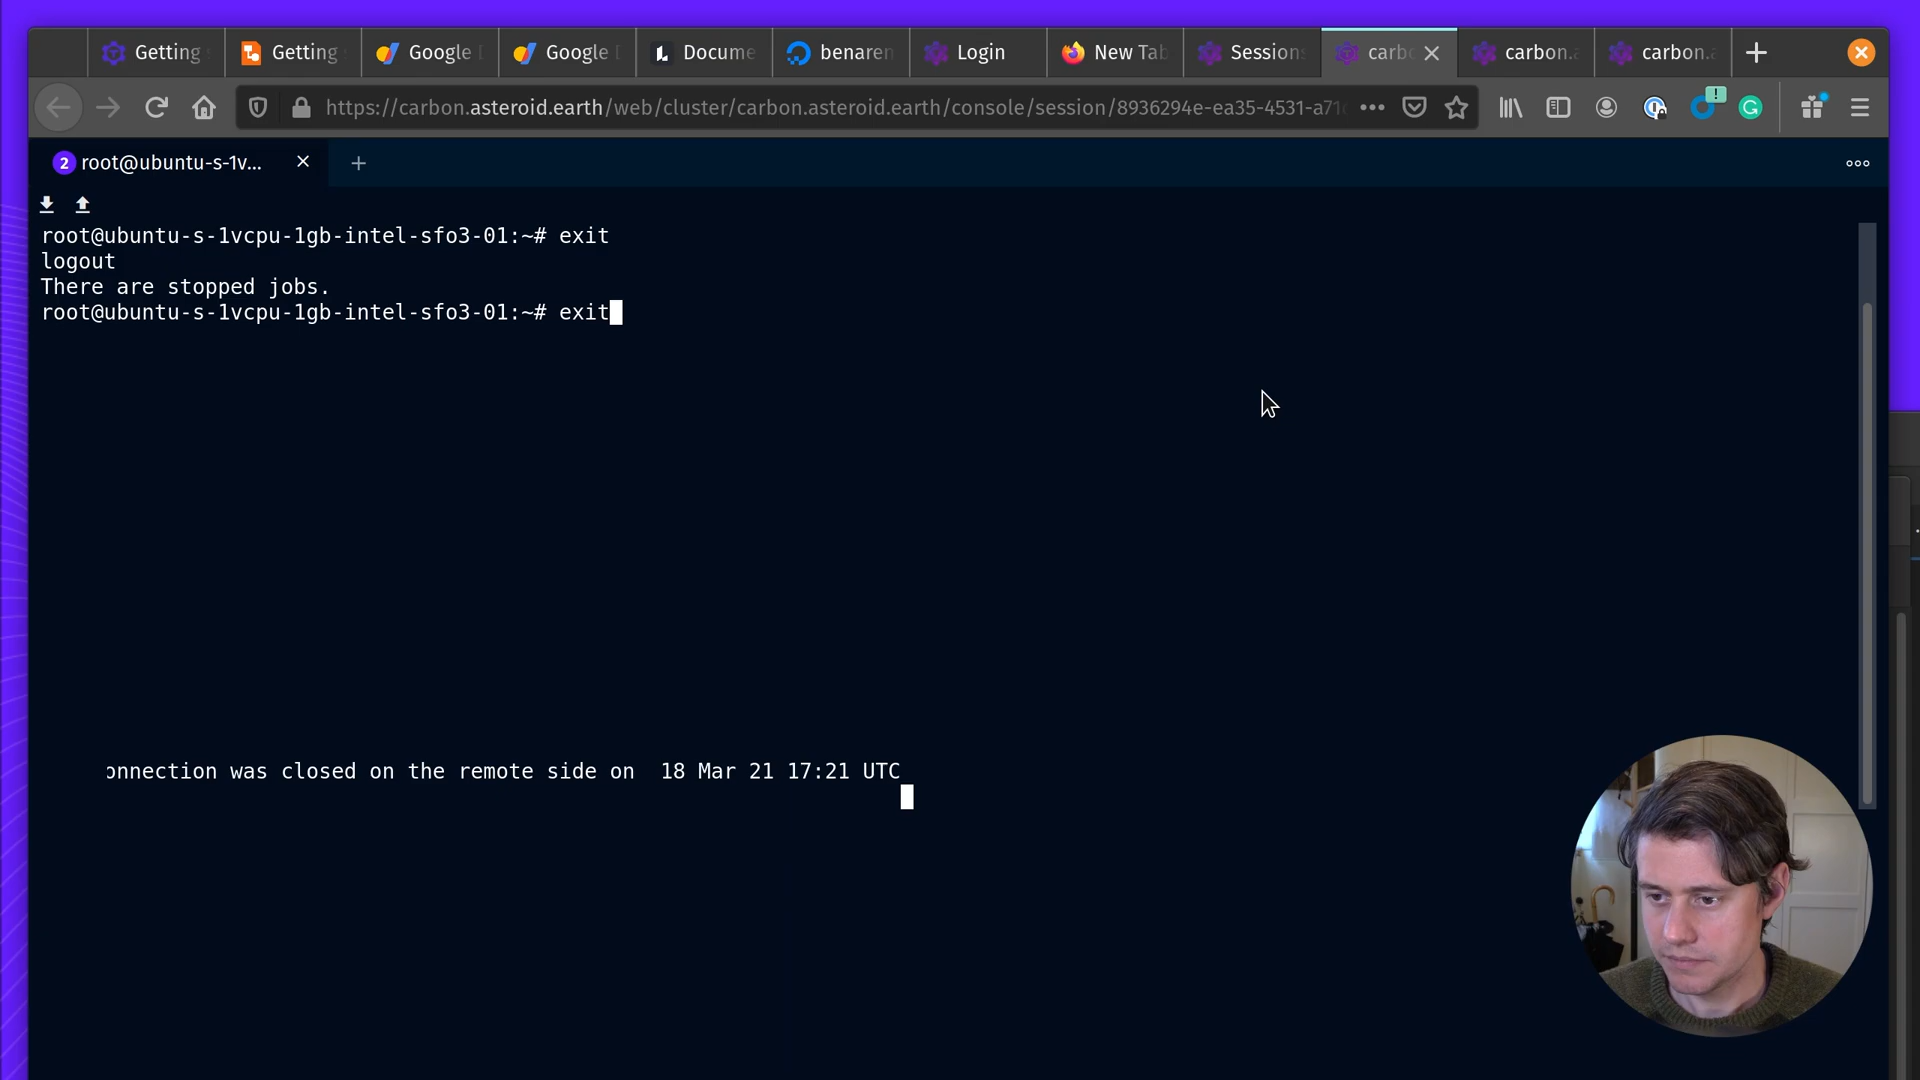 Getting
Getting
Google
Google
Docume
benaren
Login
New Tab
Sessions
carbo
carbon.
carbon.
https://carbon.asteroid.earth/web/cluster/carbon.asteroid.earth/console/session/8936294e-ea35-4531-a71
2 root@ubuntu-s-1v...
root@ubuntu-s-1vcpu-1gb-intel-sfo3-01:~# exit
logout
There are stopped jobs.
root@ubuntu-s-1vcpu-1gb-intel-sfo3-01:~# exit
onnection was closed on the remote side on  18 Mar 21 17:21 UTC